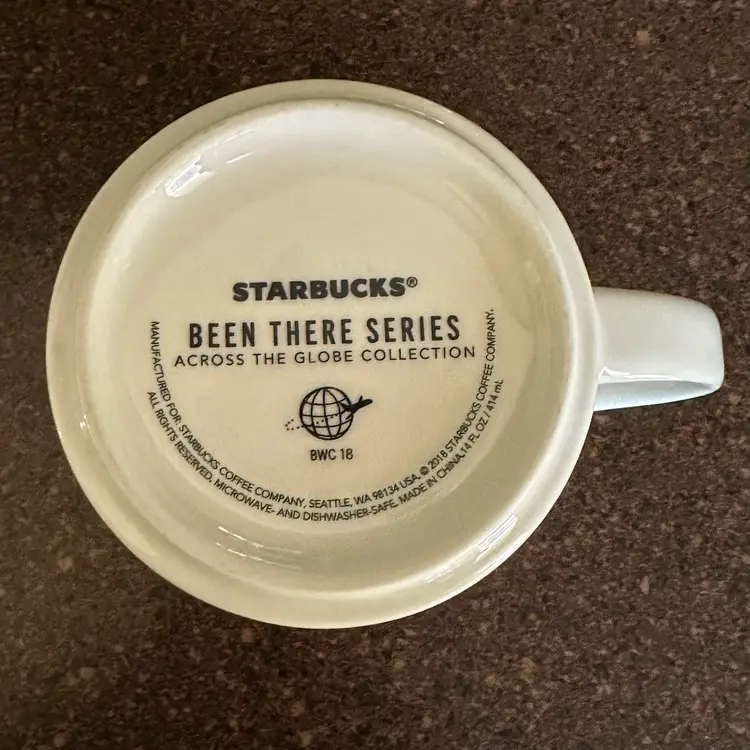 STARBUCKS®
BEEN THERE SERIES
ACROSS THE GLOBE COLLECTION
BWC 18
MANUFACTURED FOR: STARBUCKS COFFEE COMPANY, SEATTLE, WA 98134 USA. © 2018 STARBUCKS COFFEE COMPANY.
ALL RIGHTS RESERVED. MICROWAVE- AND DISHWASHER-SAFE. MADE IN CHINA.14 FL OZ / 414 mL